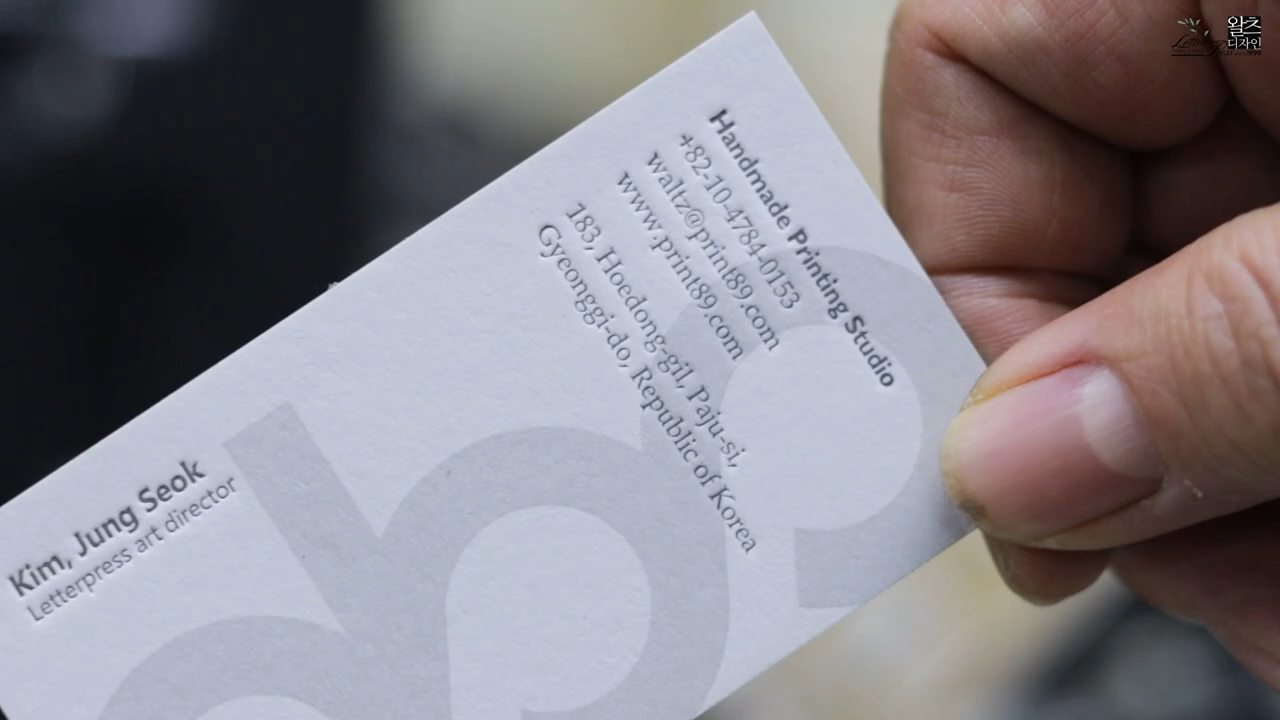 Handmade Printing Studio
+82-10-4784-0153
waltz@print89.com
www.print89.com
183, Hoedong-gil, Paju-si,
Gyeonggi-do, Republic of Korea
Kim, Jung Seok
Letterpress art director
왈츠
디자인